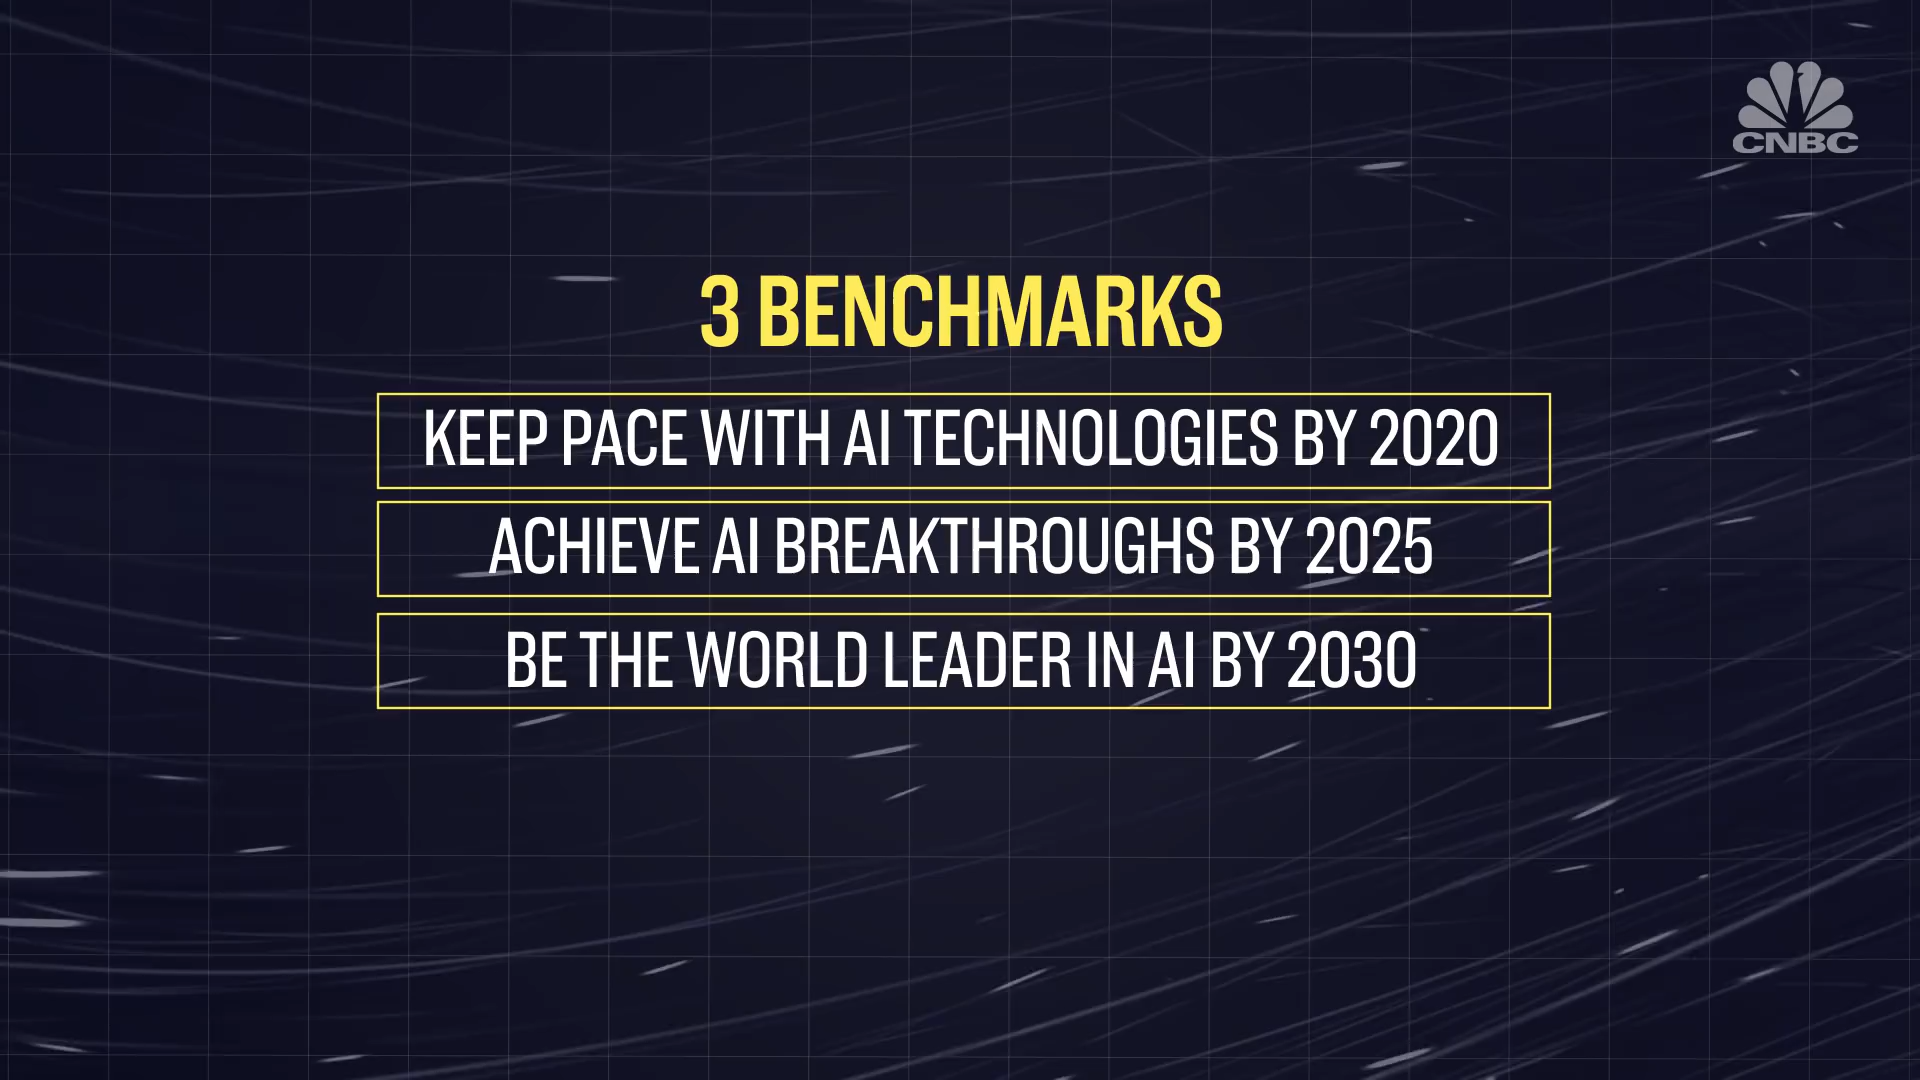 CNBC
3 BENCHMARKS
KEEP PACE WITH AI TECHNOLOGIES BY 2020
ACHIEVE AI BREAKTHROUGHS BY 2025
BE THE WORLD LEADER IN AI BY 2030